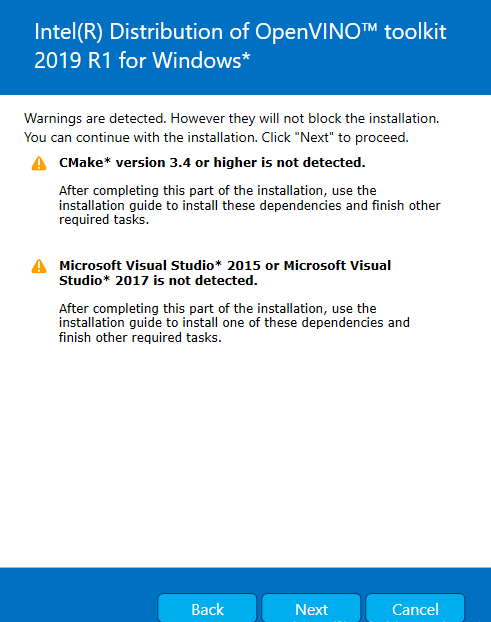 Intel(R) Distribution of OpenVINO™ toolkit
2019 R1 for Windows*
Warnings are detected. However they will not block the installation.
You can continue with the installation. Click "Next" to proceed.
CMake* version 3.4 or higher is not detected.
After completing this part of the installation, use the
installation guide to install these dependencies and finish other
required tasks.
Microsoft Visual Studio* 2015 or Microsoft Visual
Studio* 2017 is not detected.
After completing this part of the installation, use the
installation guide to install one of these dependencies and
finish other required tasks.
Back Next Cancel